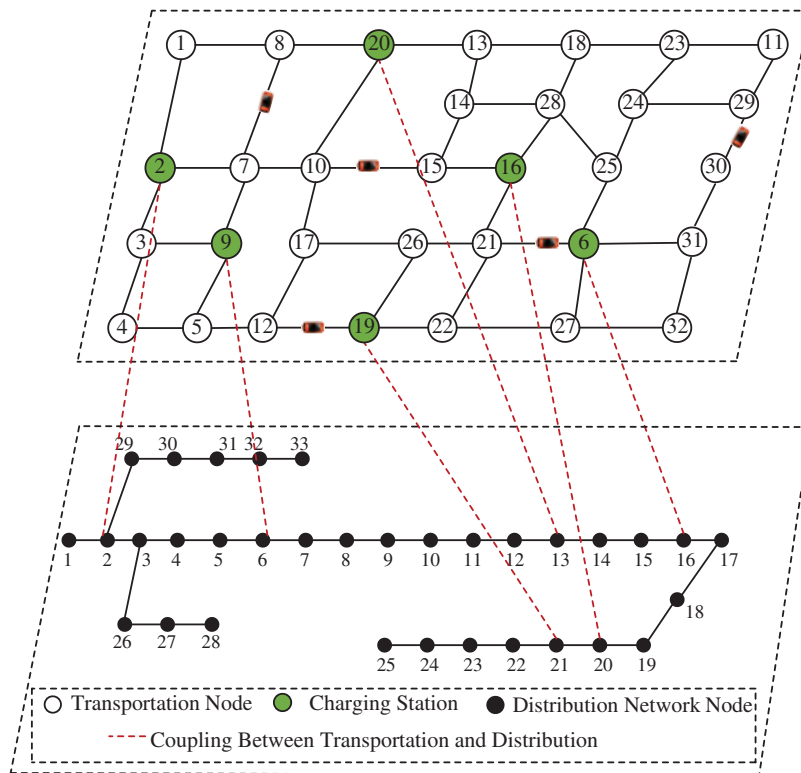 1 8 20 13 18 23 11
14 28 24 29
2 7 10 15 16 25 30
3 9 17 26 21 6 31
4 5 12 19 22 27 32
29 30 31 32 33
1 2 3 4 5 6 7 8 9 10 11 12 13 14 15 16 17
18
26 27 28
25 24 23 22 21 20 19
Transportation Node Charging Station Distribution Network Node
Coupling Between Transportation and Distribution